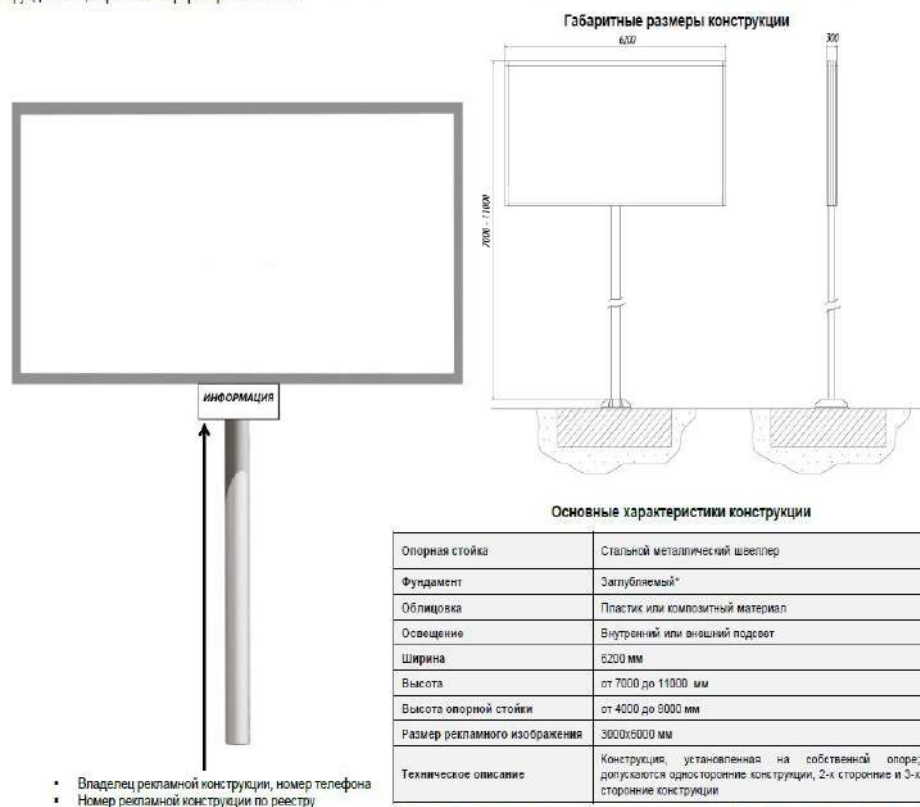 Габаритные размеры конструкции
6200
300
7000 - 11000
ИНФОРМАЦИЯ
Основные характеристики конструкции
Опорная стойка Стальной металлический швеллер
Фундамент Заглубляемый*
Облицовка Пластик или композитный материал
Освещение Внутренний или внешний подсвет
Ширина 6200 мм
Высота от 7000 до 11000 мм
Высота опорной стойки от 4000 до 8000 мм
Размер рекламного изображения 3000х6000 мм
Техническое описание Конструкция, установленная на собственной опоре;
допускаются односторонние конструкции, 2-х сторонние и 3-х
сторонние конструкции
▪ Владелец рекламной конструкции, номер телефона
▪ Номер рекламной конструкции по реестру